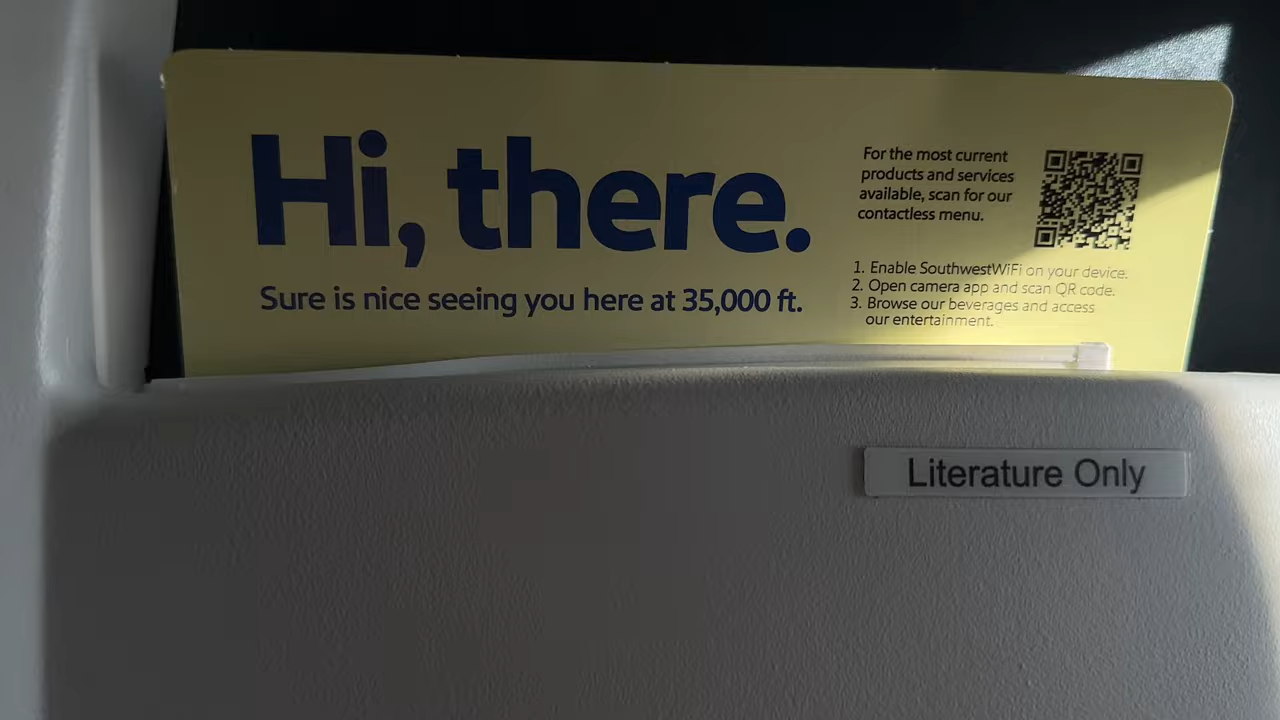 Hi, there.
Sure is nice seeing you here at 35,000 ft.
For the most current
products and services
available, scan for our
contactless menu.
1. Enable SouthwestWiFi on your device.
2. Open camera app and scan QR code.
3. Browse our beverages and access
our entertainment.
Literature Only